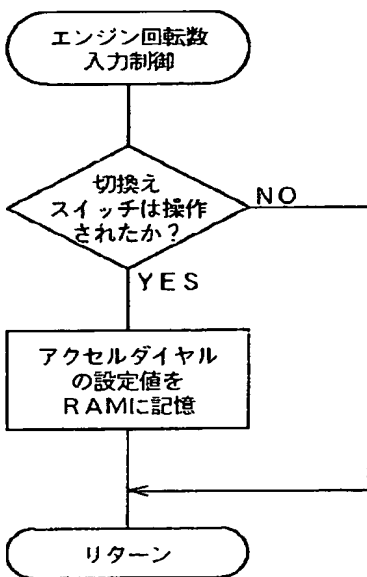 エンジン回転数
入力制御
切換え
スイッチは操作
されたか?
NO
YES
アクセルダイヤル
の設定値を
RAMに記憶
リターン